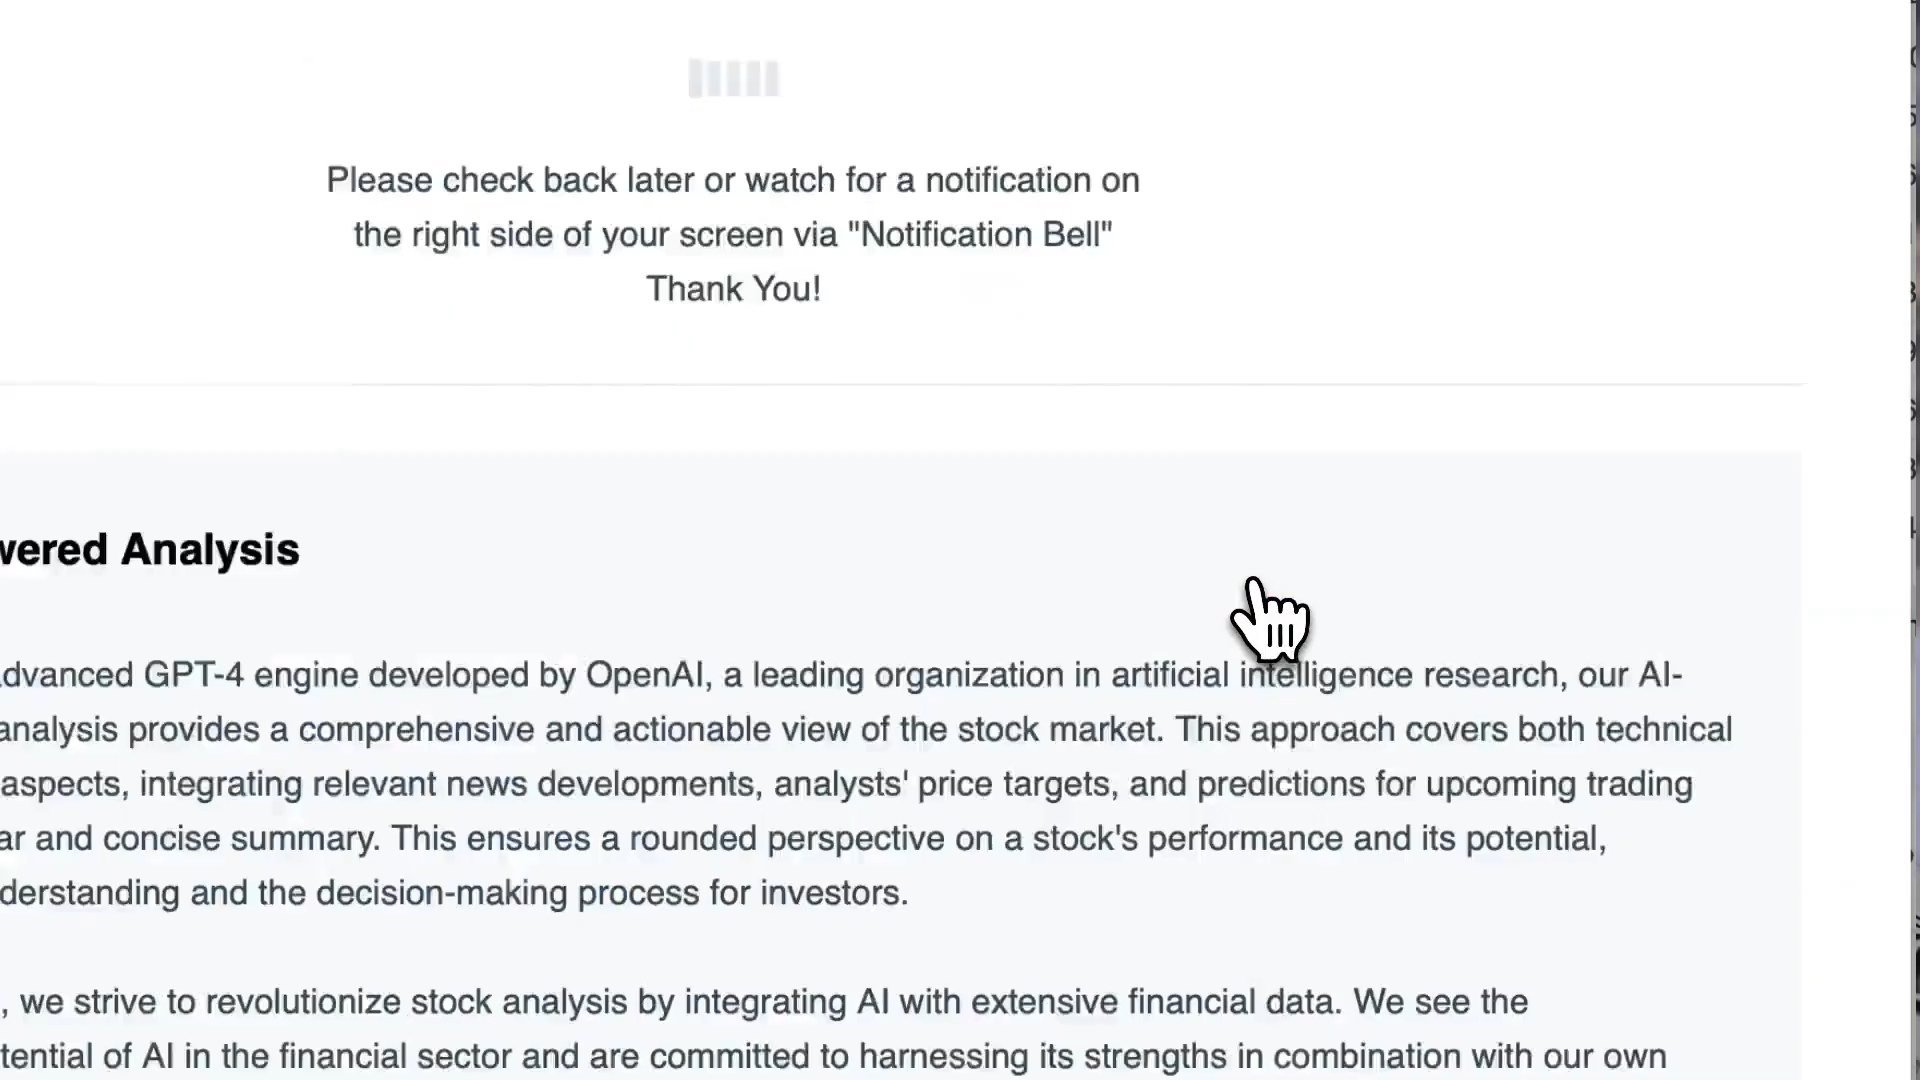 Please check back later or watch for a notification on
the right side of your screen via "Notification Bell"
Thank You!
wered Analysis
dvanced GPT-4 engine developed by OpenAI, a leading organization in artificial intelligence research, our AI-
analysis provides a comprehensive and actionable view of the stock market. This approach covers both technical
aspects, integrating relevant news developments, analysts' price targets, and predictions for upcoming trading
ar and concise summary. This ensures a rounded perspective on a stock's performance and its potential,
derstanding and the decision-making process for investors.
, we strive to revolutionize stock analysis by integrating AI with extensive financial data. We see the
tential of AI in the financial sector and are committed to harnessing its strengths in combination with our own